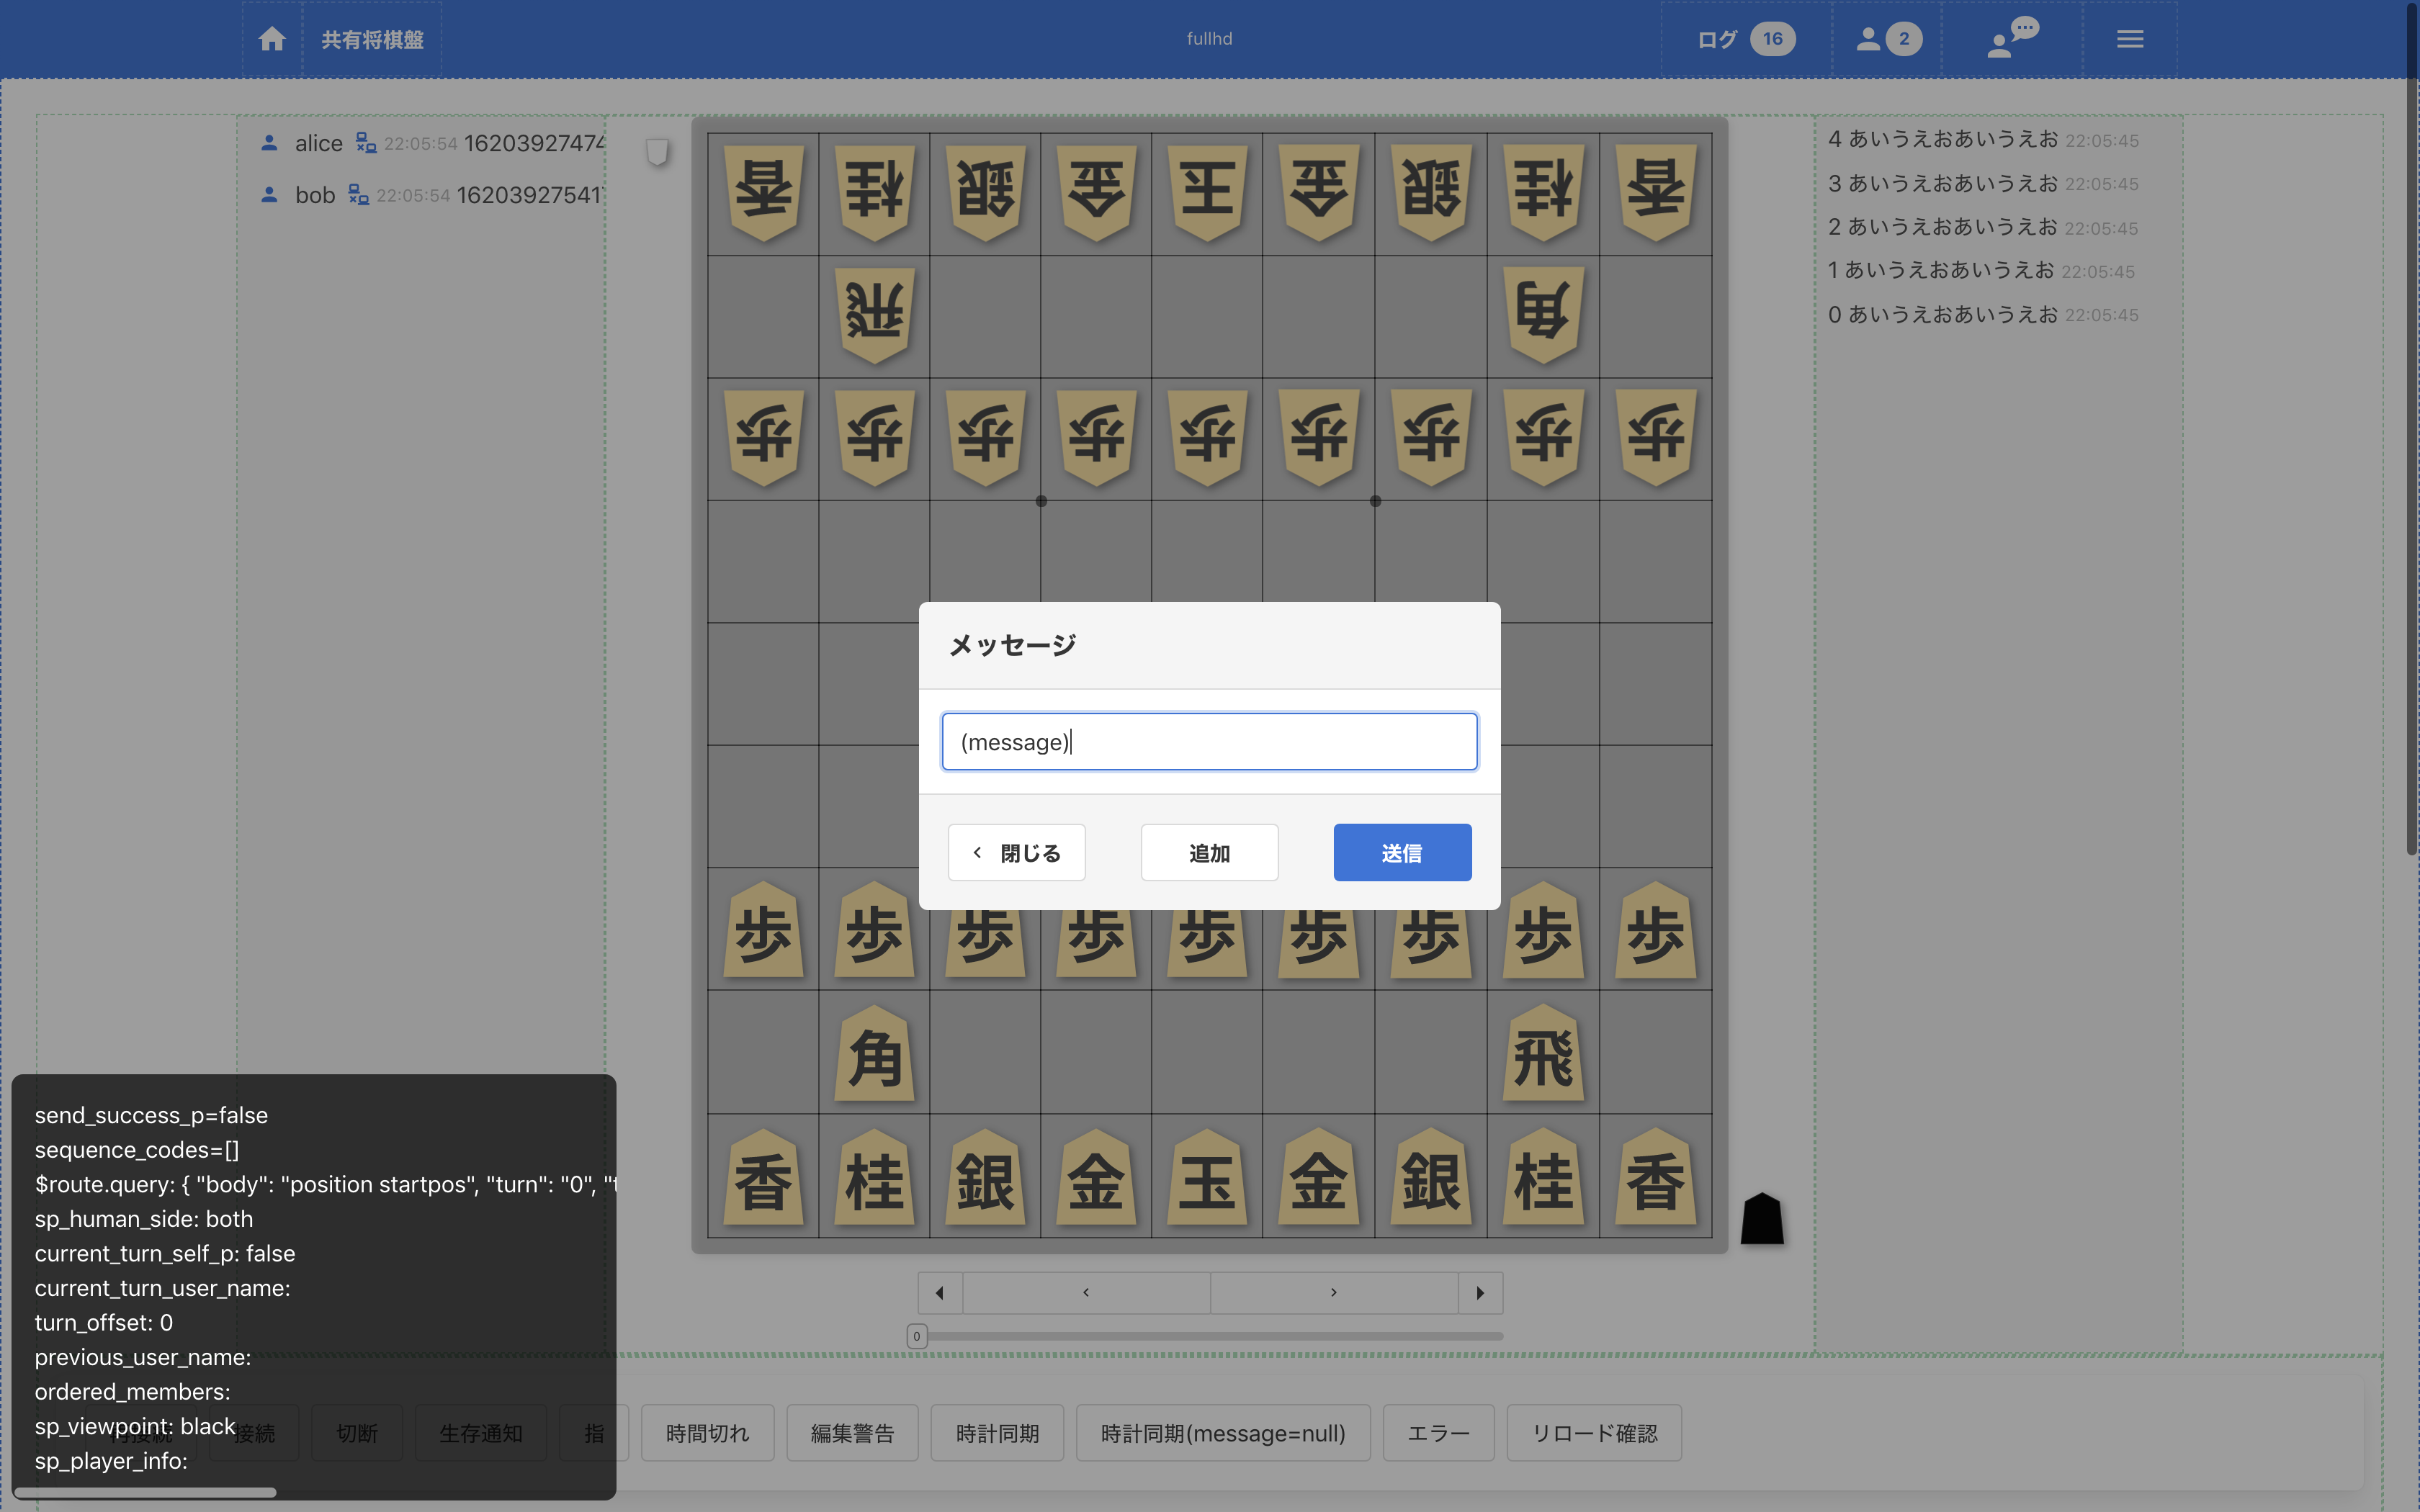 共有将棋盤
fullhd
ログ 16
2
alice 22:05:54 16203927474
bob 22:05:54 162039275417
4 あいうえおあいうえお 22:05:45
3 あいうえおあいうえお 22:05:45
2 あいうえおあいうえお 22:05:45
1 あいうえおあいうえお 22:05:45
0 あいうえおあいうえお 22:05:45
香 桂 銀 金 玉 金 銀 桂 香
飛 角
歩 歩 歩 歩 歩 歩 歩 歩 歩
メッセージ
(message)
閉じる 追加 送信
歩 歩 歩 歩 歩 歩 歩 歩 歩
角 飛
香 桂 銀 金 玉 金 銀 桂 香
0
send_success_p=false
sequence_codes=[]
$route.query: { "body": "position startpos", "turn": "0", "t
sp_human_side: both
current_turn_self_p: false
current_turn_user_name:
turn_offset: 0
previous_user_name:
ordered_members:
sp_viewpoint: black
sp_player_info:
再接続 接続 切断 生存通知 指 時間切れ 編集警告 時計同期 時計同期(message=null) エラー リロード確認